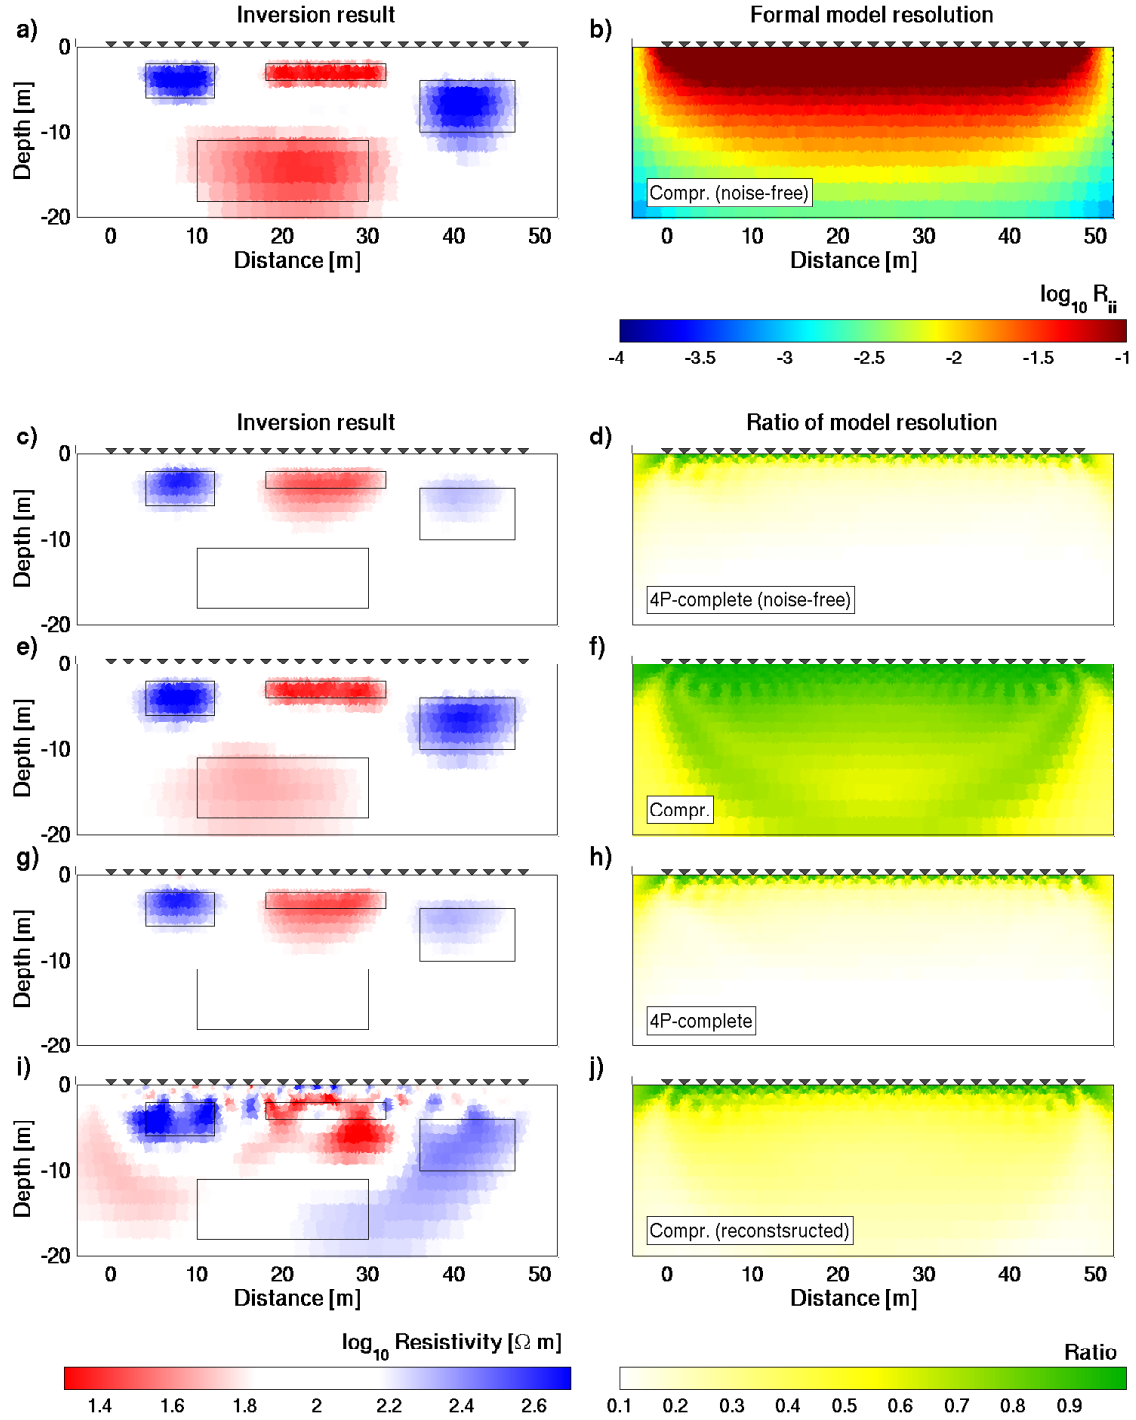 Inversion result
Formal model resolution
a)
b)
0
-10
-20
Depth [m]
Compr. (noise-free)
0 10 20 30 40 50
0 10 20 30 40 50
Distance [m]
Distance [m]
log10 Rii
-4 -3.5 -3 -2.5 -2 -1.5 -1
Inversion result
Ratio of model resolution
c)
d)
0
-10
-20
Depth [m]
4P-complete (noise-free)
e)
f)
0
-10
-20
Depth [m]
Compr.
g)
h)
0
-10
-20
Depth [m]
4P-complete
i)
j)
0
-10
-20
Depth [m]
Compr. (reconstsructed)
0 10 20 30 40 50
0 10 20 30 40 50
Distance [m]
Distance [m]
log10 Resistivity [Ω m]
Ratio
1.4 1.6 1.8 2 2.2 2.4 2.6
0.1 0.2 0.3 0.4 0.5 0.6 0.7 0.8 0.9